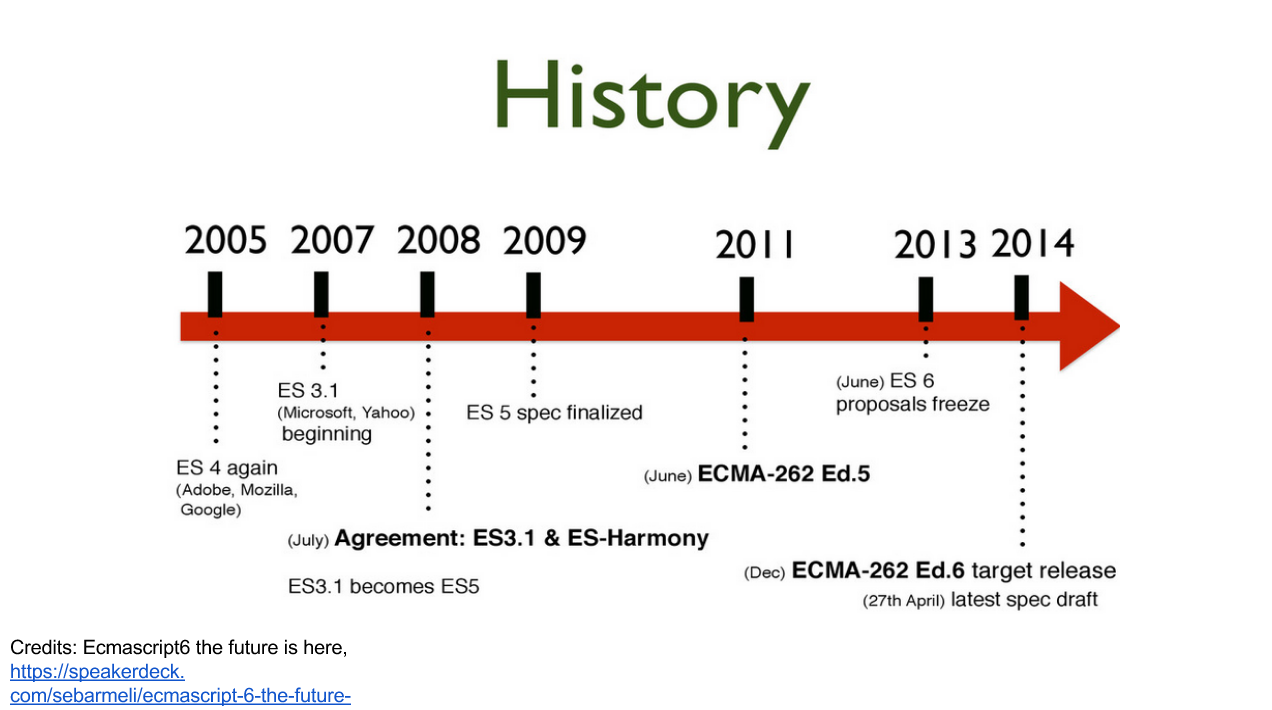 History
2005 2007 2008 2009 2011 2013 2014
ES 3.1
(Microsoft, Yahoo)
beginning
ES 5 spec finalized
(June) ES 6
proposals freeze
ES 4 again
(Adobe, Mozilla,
Google)
(June) ECMA-262 Ed.5
(July) Agreement: ES3.1 & ES-Harmony
ES3.1 becomes ES5
(Dec) ECMA-262 Ed.6 target release
(27th April) latest spec draft
Credits: Ecmascript6 the future is here,
https://speakerdeck.
com/sebarmeli/ecmascript-6-the-future-